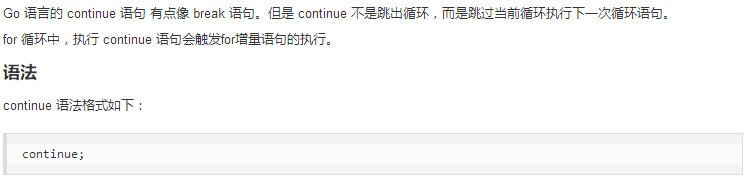 Go 语言的 continue 语句 有点像 break 语句。但是 continue 不是跳出循环，而是跳过当前循环执行下一次循环语句。
for 循环中，执行 continue 语句会触发for增量语句的执行。
语法
continue 语法格式如下：
continue;